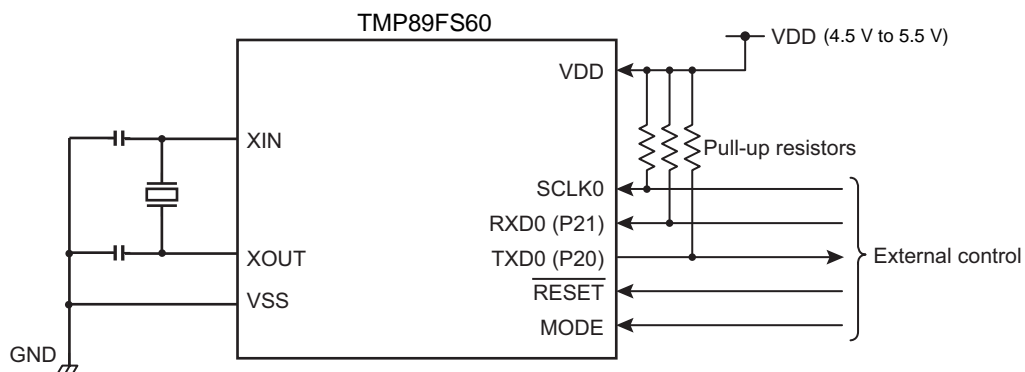 TMP89FS60
VDD (4.5 V to 5.5 V)
VDD
XIN
Pull-up resistors
SCLK0
RXD0 (P21)
XOUT
TXD0 (P20)
External control
VSS
RESET
MODE
GND